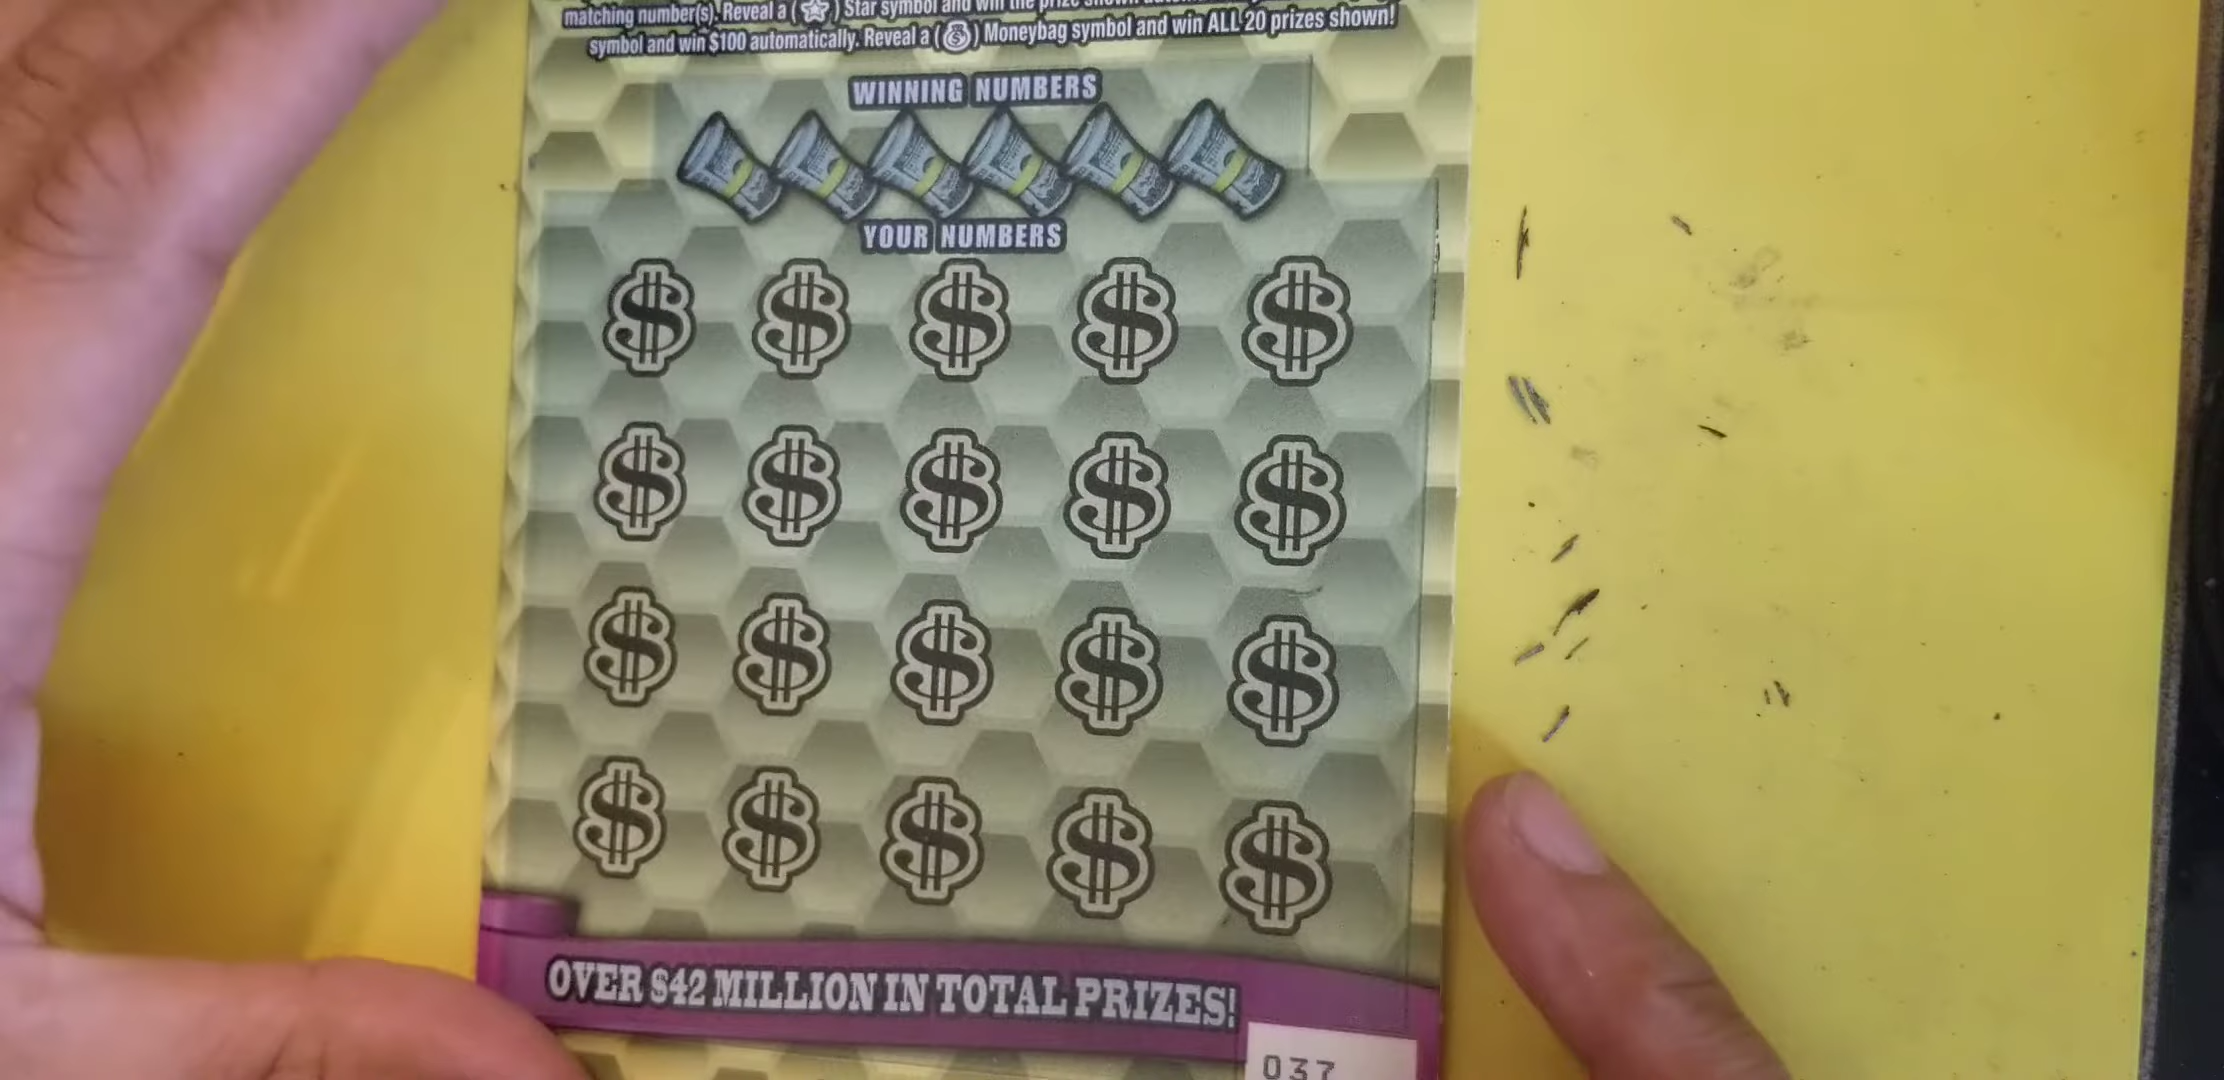 matching number(s). Reveal a ( ) Star symbol and win the prize shown
symbol and win $100 automatically. Reveal a ( ) Moneybag symbol and win ALL 20 prizes shown!
WINNING NUMBERS
YOUR NUMBERS
$ $ $ $ $
$ $ $ $ $
$ $ $ $ $
$ $ $ $ $
OVER $42 MILLION IN TOTAL PRIZES!
037